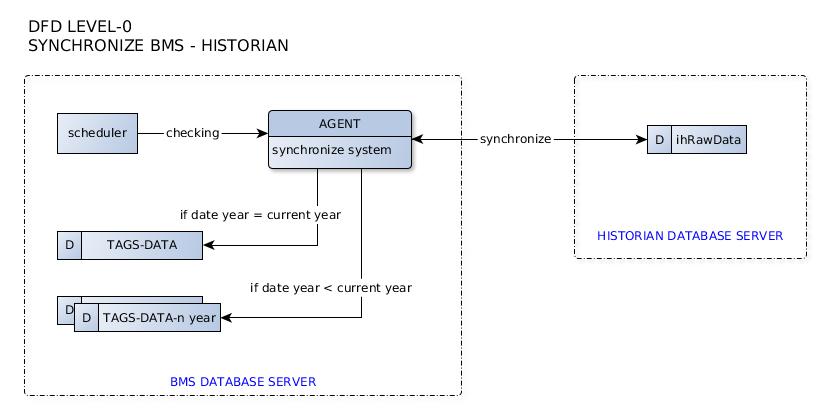 DFD LEVEL-0
SYNCHRONIZE BMS - HISTORIAN
scheduler
checking
AGENT
synchronize system
synchronize
D
ihRawData
if date year = current year
D
TAGS-DATA
HISTORIAN DATABASE SERVER
if date year < current year
D
D
TAGS-DATA-n year
BMS DATABASE SERVER